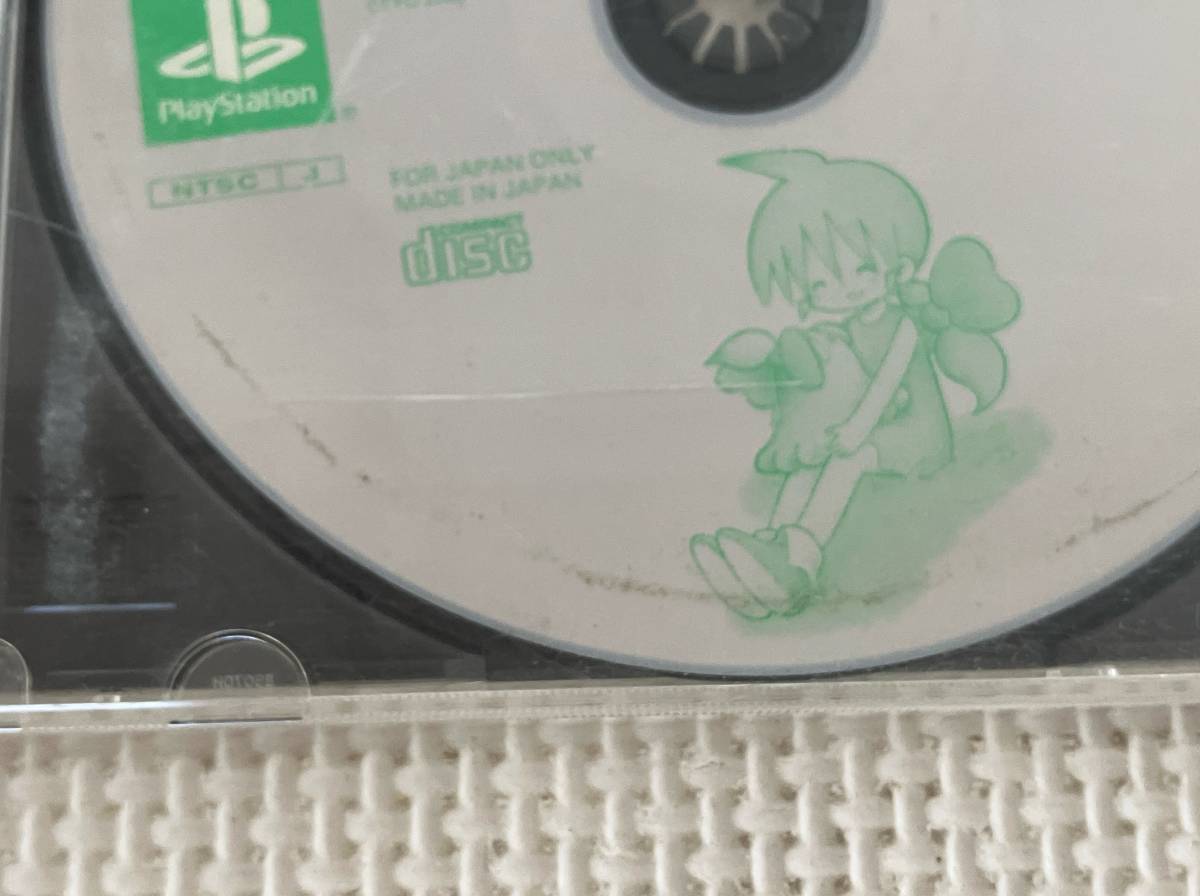 PlayStation
NTSC J
FOR JAPAN ONLY
MADE IN JAPAN
COMPACT
disc